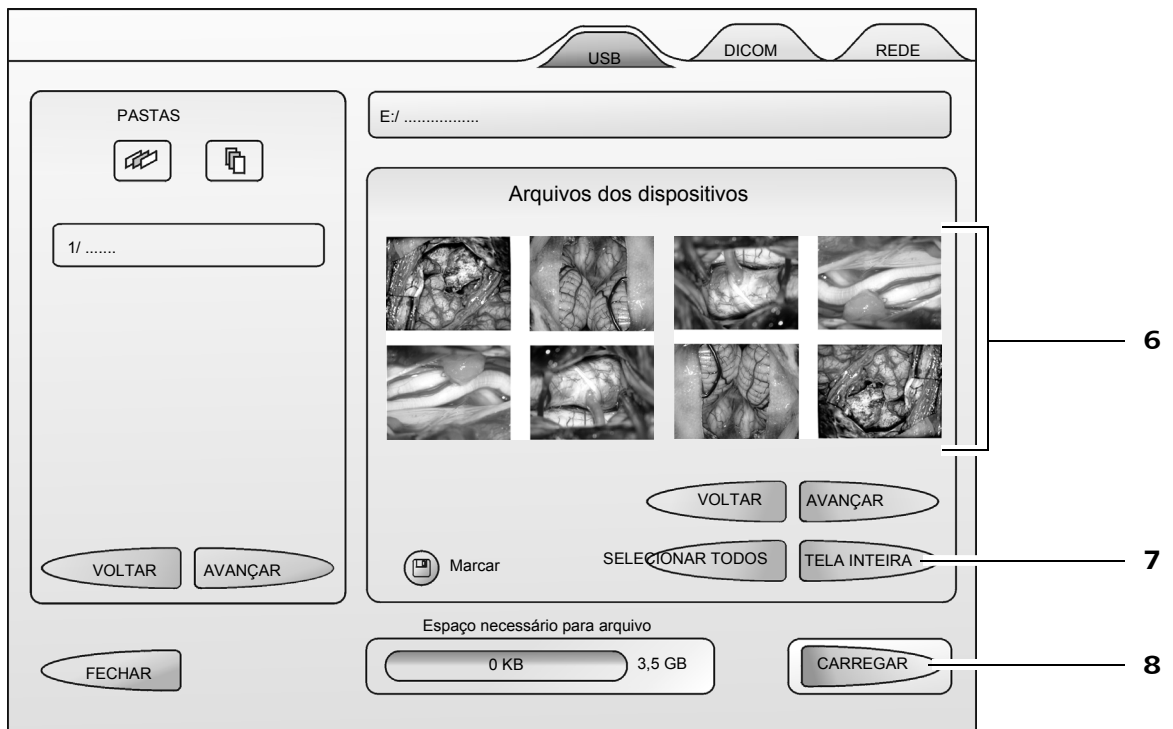 USB DICOM REDE
PASTAS
E:/ .................
1/ .......
Arquivos dos dispositivos
6
VOLTAR AVANÇAR
Marcar SELECIONAR TODOS TELA INTEIRA
7
VOLTAR AVANÇAR
Espaço necessário para arquivo
0 KB 3,5 GB
FECHAR
CARREGAR
8